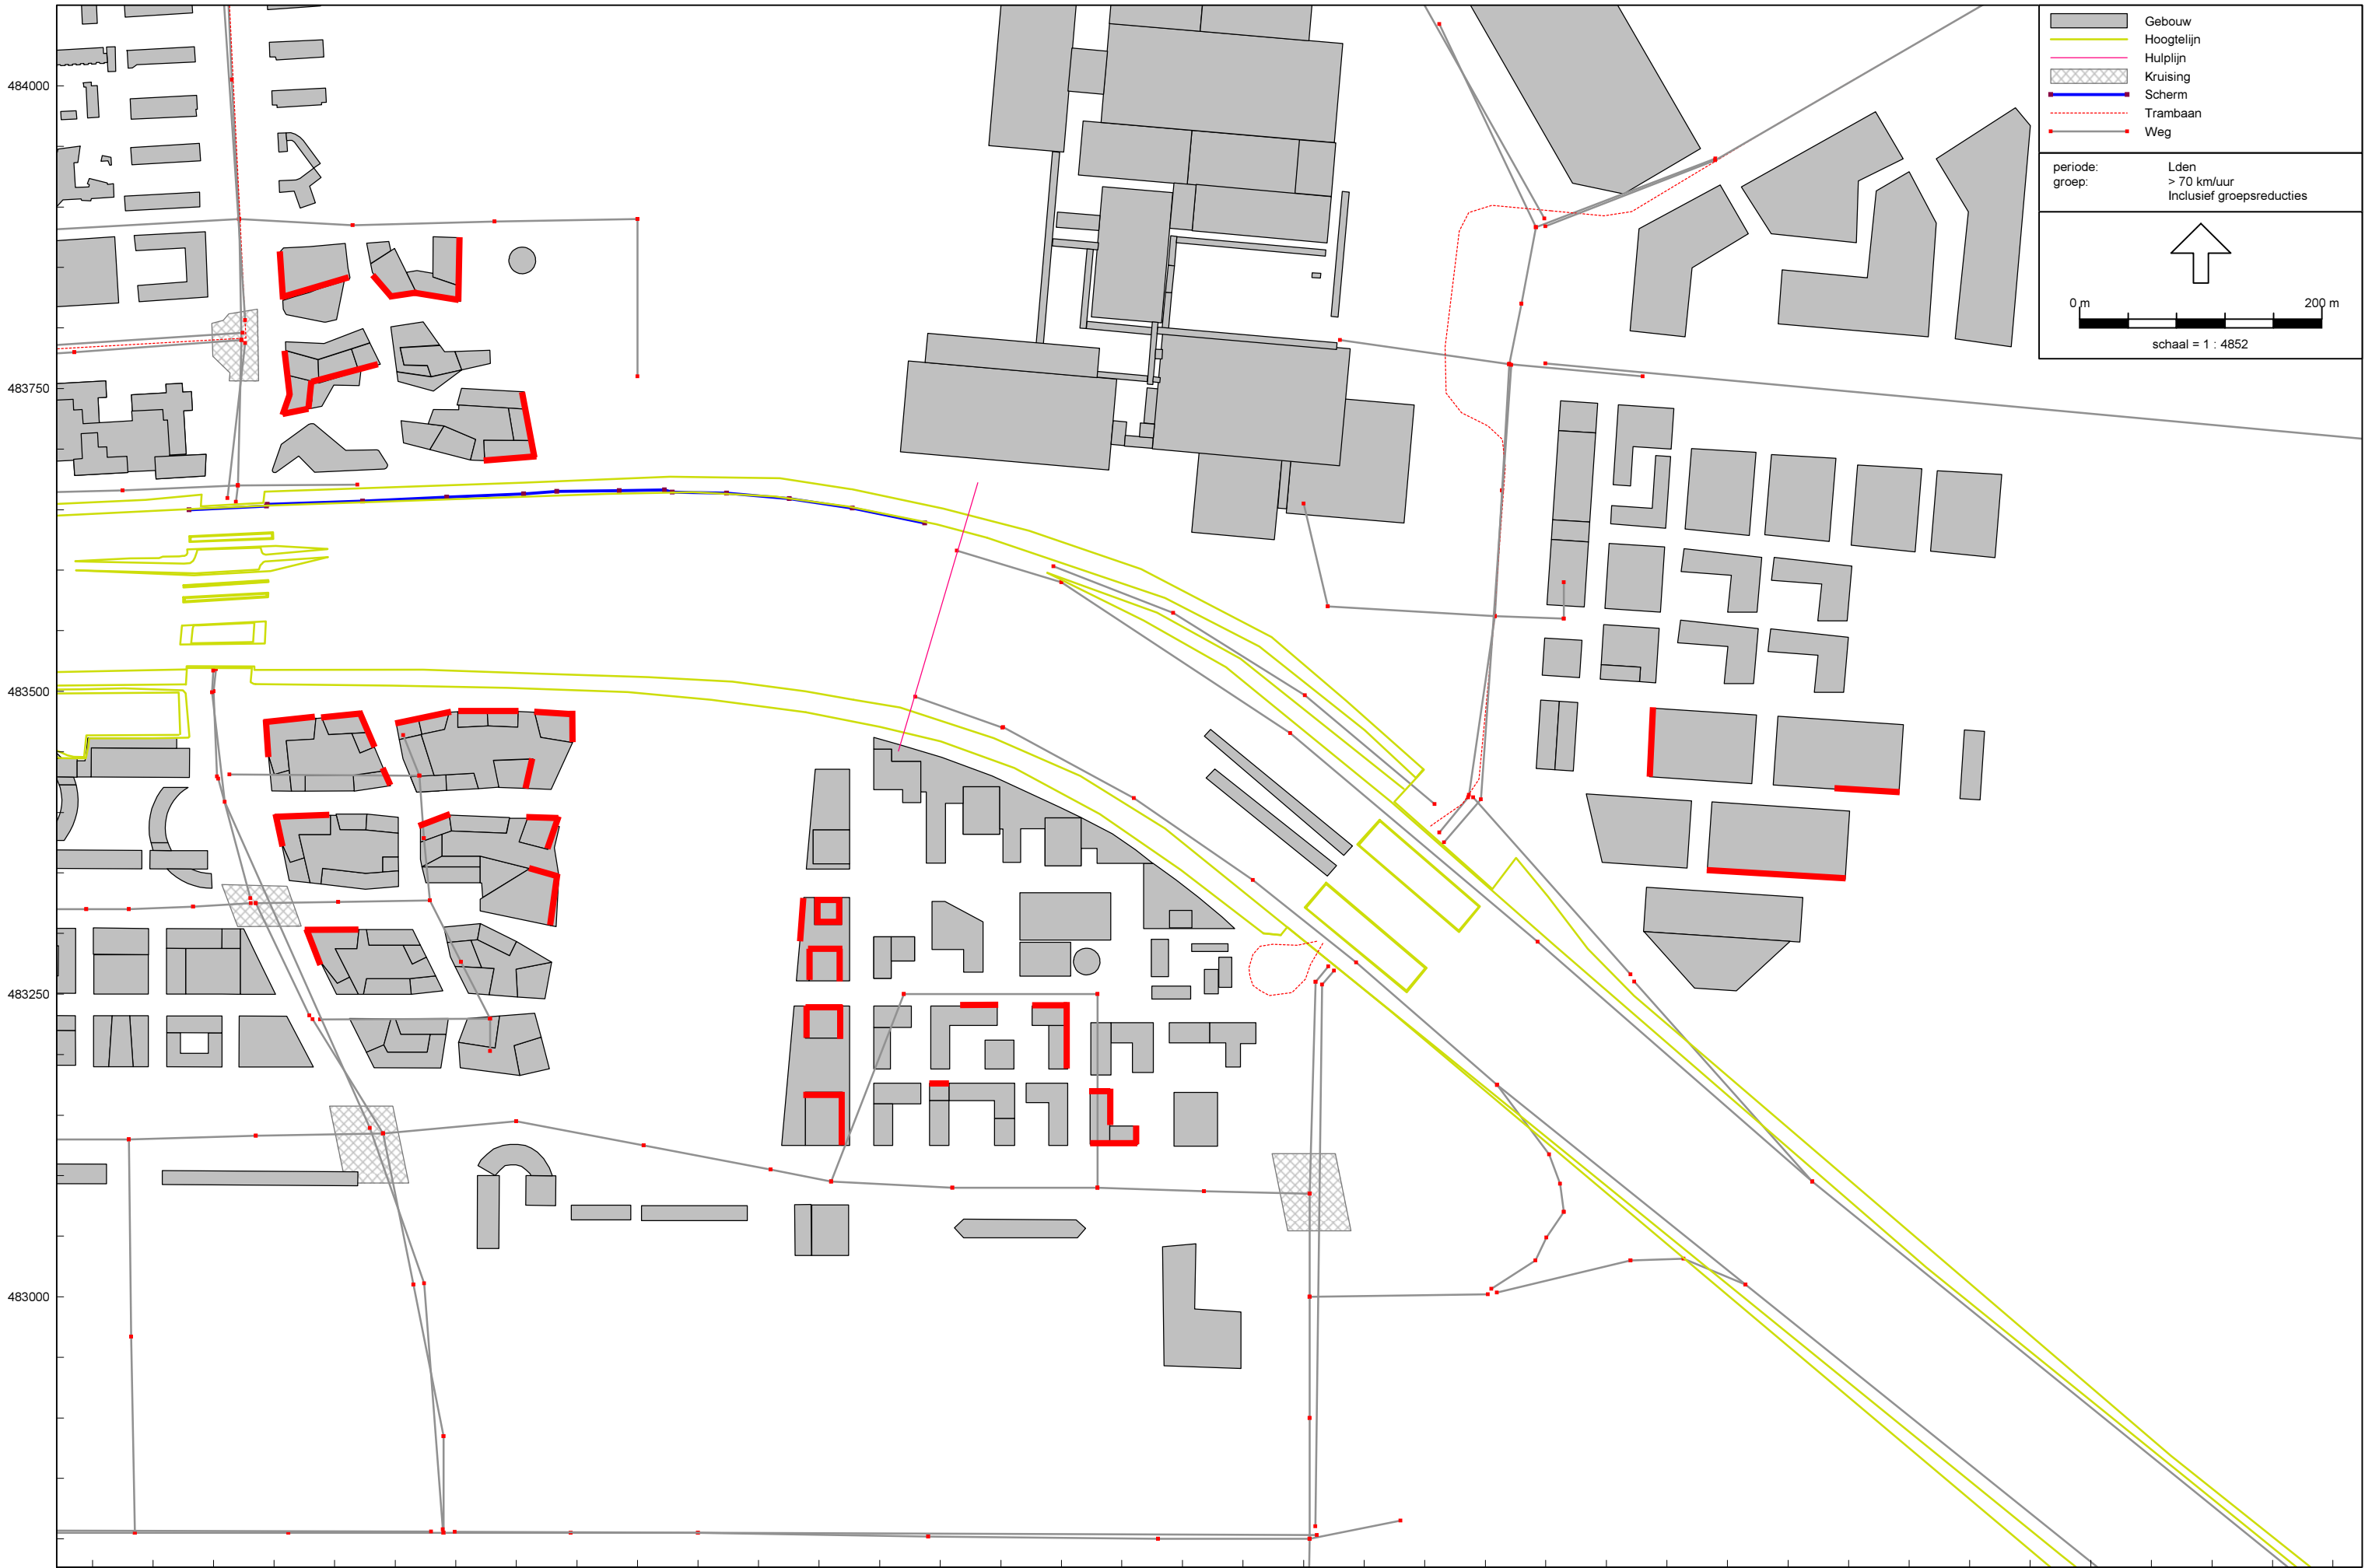 Gebouw
Hoogtelijn
Hulplijn
Kruising
Scherm
Trambaan
Weg
periode: Lden
groep: > 70 km/uur
Inclusief groepsreducties
0 m 200 m
schaal = 1 : 4852
484000
483750
483500
483250
483000